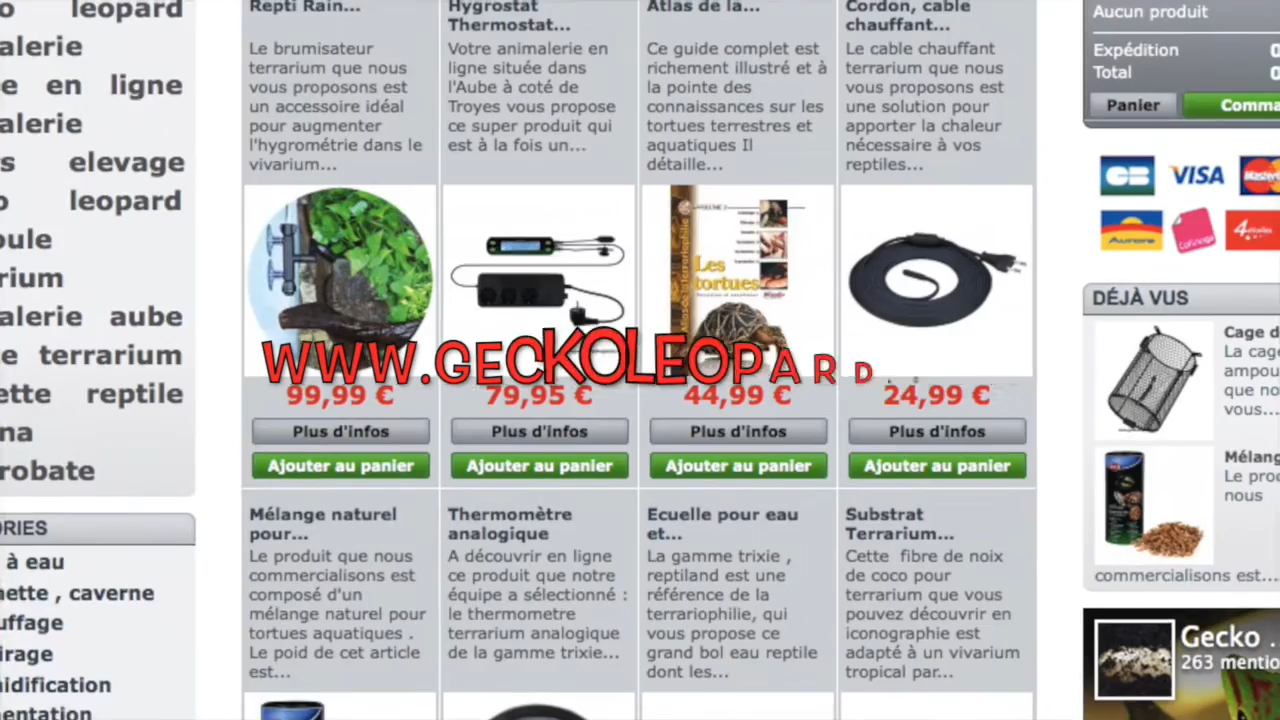 o leopard
alerie
e en ligne
alerie
s elevage
o leopard
oule
rium
alerie aube
e terrarium
ette reptile
na
robate
ORIES
à eau
nette , caverne
uffage
irage
nidification
nentation
Repti Rain...
Le brumisateur
terrarium que nous
vous proposons est
un accessoire idéal
pour augmenter
l'hygrométrie dans le
vivarium...
99,99 €
Plus d'infos
Ajouter au panier
Hygrostat
Thermostat...
Votre animalerie en
ligne située dans
l'Aube à coté de
Troyes vous propose
ce super produit qui
est à la fois un...
79,95 €
Plus d'infos
Ajouter au panier
Atlas de la...
Ce guide complet est
richement illustré et à
la pointe des
connaissances sur les
tortues terrestres et
aquatiques Il
détaille...
Les
tortues
44,99 €
Plus d'infos
Ajouter au panier
Cordon, cable
chauffant...
Le cable chauffant
terrarium que nous
vous proposons est
une solution pour
apporter la chaleur
nécessaire à vos
reptiles...
24,99 €
Plus d'infos
Ajouter au panier
WWW.GECKOLEOPARD.
Mélange naturel
pour...
Le produit que nous
commercialisons est
composé d'un
mélange naturel pour
tortues aquatiques .
Le poid de cet article
est...
Thermomètre
analogique
A découvrir en ligne
ce produit que notre
équipe a sélectionné :
le thermometre
terrarium analogique
de la gamme trixie...
Ecuelle pour eau
et...
La gamme trixie ,
reptiland est une
référence de la
terrariophilie, qui
vous propose ce
grand bol eau reptile
dont les...
Substrat
Terrarium...
Cette fibre de noix
de coco pour
terrarium que vous
pouvez découvrir en
iconographie est
adapté à un vivarium
tropical par...
Aucun produit
Expédition 0
Total 0
Panier
Comma
CB
VISA
Master
Aurore
Cofinoga
4étoiles
DÉJÀ VUS
Cage d
La cage
ampou
que no
vous...
Mélang
Le proc
nous
commercialisons est...
Gecko .
263 mentio